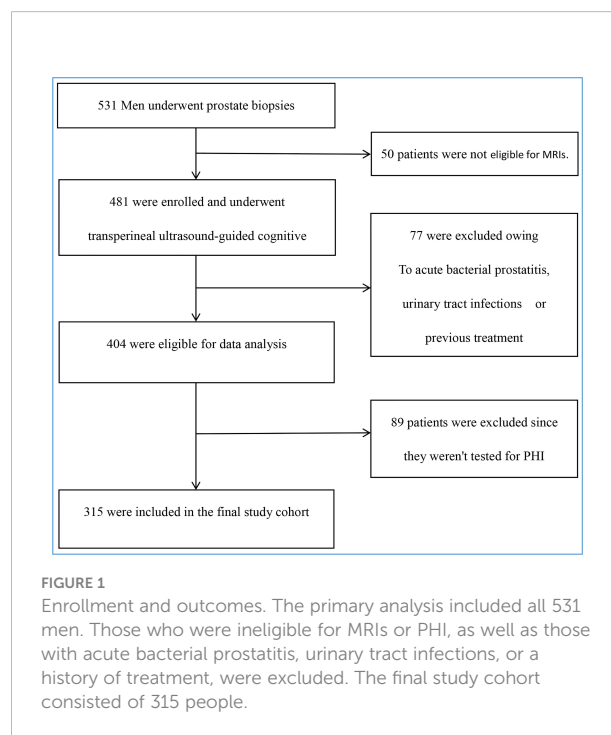 531 Men underwent prostate biopsies
50 patients were not eligible for MRIs.
481 were enrolled and underwent
transperineal ultrasound-guided cognitive
77 were excluded owing
To acute bacterial prostatitis,
urinary tract infections or
previous treatment
404 were eligible for data analysis
89 patients were excluded since
they weren't tested for PHI
315 were included in the final study cohort
FIGURE 1
Enrollment and outcomes. The primary analysis included all 531
men. Those who were ineligible for MRIs or PHI, as well as those
with acute bacterial prostatitis, urinary tract infections, or a
history of treatment, were excluded. The final study cohort
consisted of 315 people.